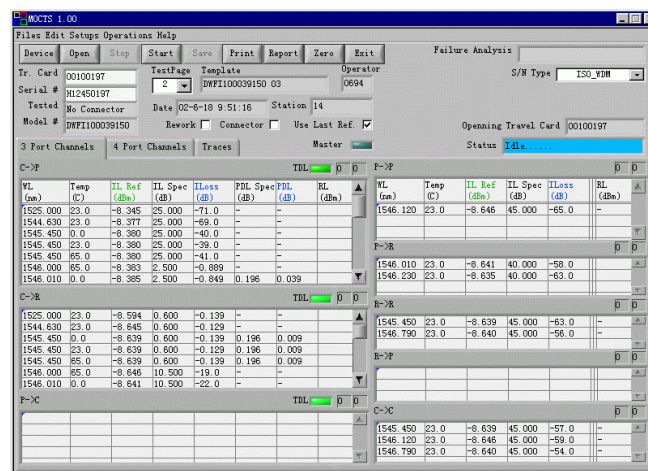 MOCTS 1.00
Files Edit Setups Operations Help
Device Open Stop Start Save Print Report Zero Exit
Failure Analysis
Tr. Card 00100197
TestPage 2
Template DWFI100039150 03
Operator 0694
S/N Type ISO_WDM
Serial # H12450197
Tested No Connector
Date 02-6-18 9:51:16 Station 14
Model # DWFI100039150
Rework Connector Use Last Ref.
Openning Travel Card 00100197
Master
Status Idle......
3 Port Channels 4 Port Channels Traces
C->P TDL 0 0
WL (nm) Temp (C) IL Ref (dBm) IL Spec (dB) ILoss (dB) PDL Spec (dB) PDL (dB) RL (dBm)
1525.000 23.0 -8.345 25.000 -71.0
1544.630 23.0 -8.377 25.000 -69.0
1545.450 0.0 -8.380 25.000 -40.0
1545.450 23.0 -8.380 25.000 -39.0
1545.450 65.0 -8.380 25.000 -41.0
1546.000 65.0 -8.383 2.500 -0.889
1546.010 0.0 -8.385 2.500 -0.849 0.196 0.039
C->R TDL 0 0
1525.000 23.0 -8.594 0.600 -0.139 - -
1544.630 23.0 -8.645 0.600 -0.129 - -
1545.450 0.0 -8.639 0.600 -0.139 0.196 0.009
1545.450 23.0 -8.639 0.600 -0.129 0.196 0.009
1545.450 65.0 -8.639 0.600 -0.139 0.196 0.009
1546.000 65.0 -8.646 10.500 -19.0 - -
1546.010 0.0 -8.641 10.500 -22.0 - -
P->C TDL 0 0
P->P 0 0
WL (nm) Temp (C) IL Ref (dBm) IL Spec (dB) ILoss (dB) RL (dBm)
1546.120 23.0 -8.646 45.000 -65.0 -
P->R 0 0
1546.010 23.0 -8.641 40.000 -58.0
1546.230 23.0 -8.635 40.000 -63.0
R->R 0 0
1545.450 23.0 -8.639 45.000 -63.0 -
1546.790 23.0 -8.640 45.000 -56.0 -
R->P 0 0
C->C 0 0
1545.450 23.0 -8.639 45.000 -57.0 -
1546.120 23.0 -8.646 45.000 -59.0 -
1546.790 23.0 -8.640 45.000 -54.0 -